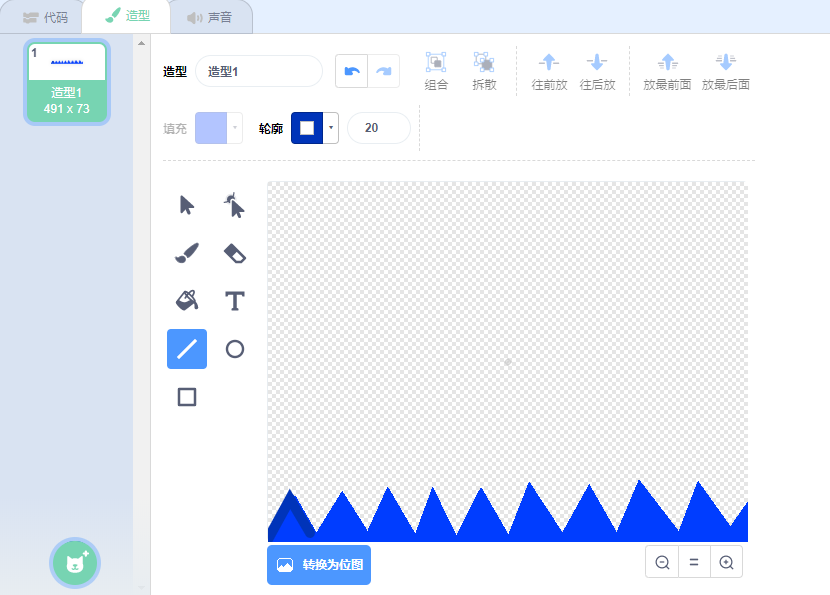 代码
造型
声音
1
造型1
491 x 73
造型
造型1
组合
拆散
往前放
往后放
放最前面
放最后面
填充
轮廓
20
T
转换为位图